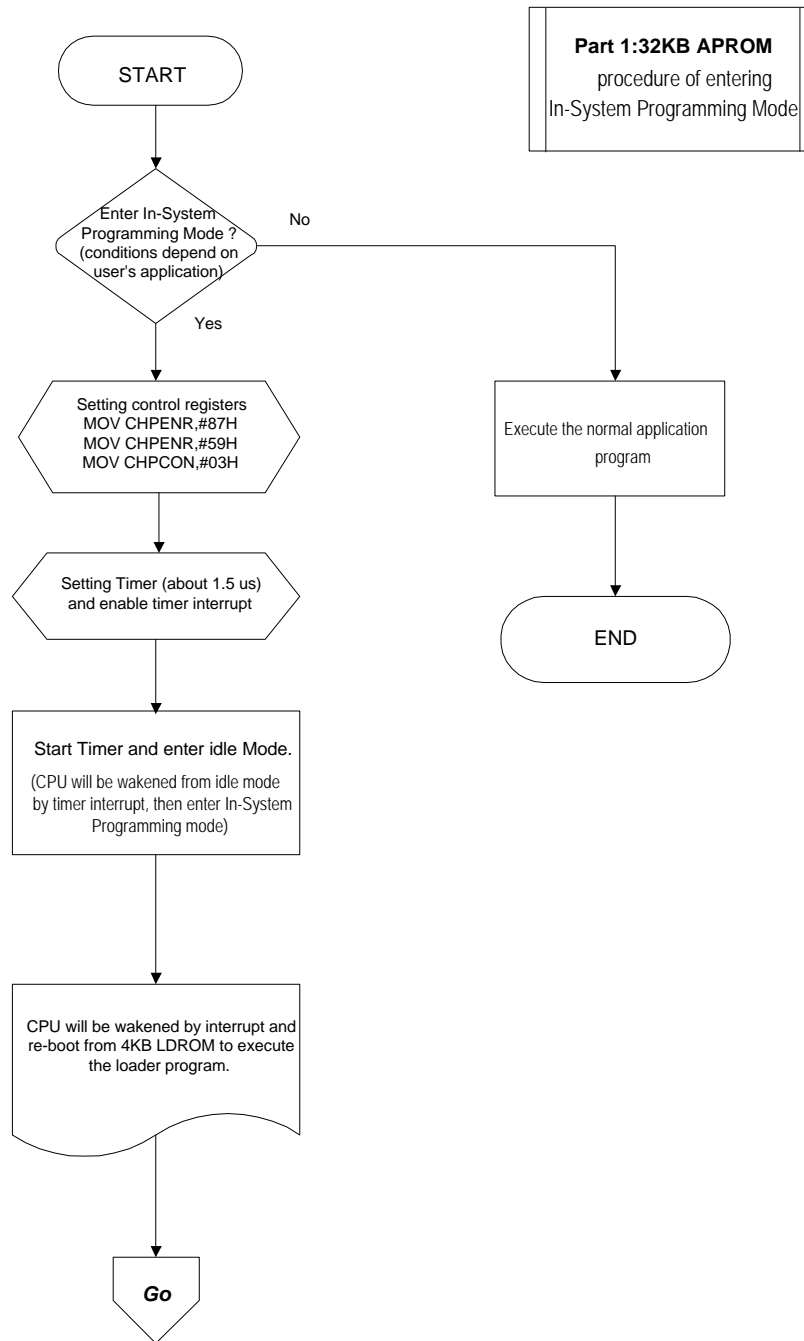 START
Part 1:32KB APROM
procedure of entering
In-System Programming Mode
Enter In-System
Programming Mode ?
(conditions depend on
user's application)
No
Yes
Setting control registers
MOV CHPENR,#87H
MOV CHPENR,#59H
MOV CHPCON,#03H
Execute the normal application
program
Setting Timer (about 1.5 us)
and enable timer interrupt
END
Start Timer and enter idle Mode.
(CPU will be wakened from idle mode
by timer interrupt, then enter In-System
Programming mode)
CPU will be wakened by interrupt and
re-boot from 4KB LDROM to execute
the loader program.
Go